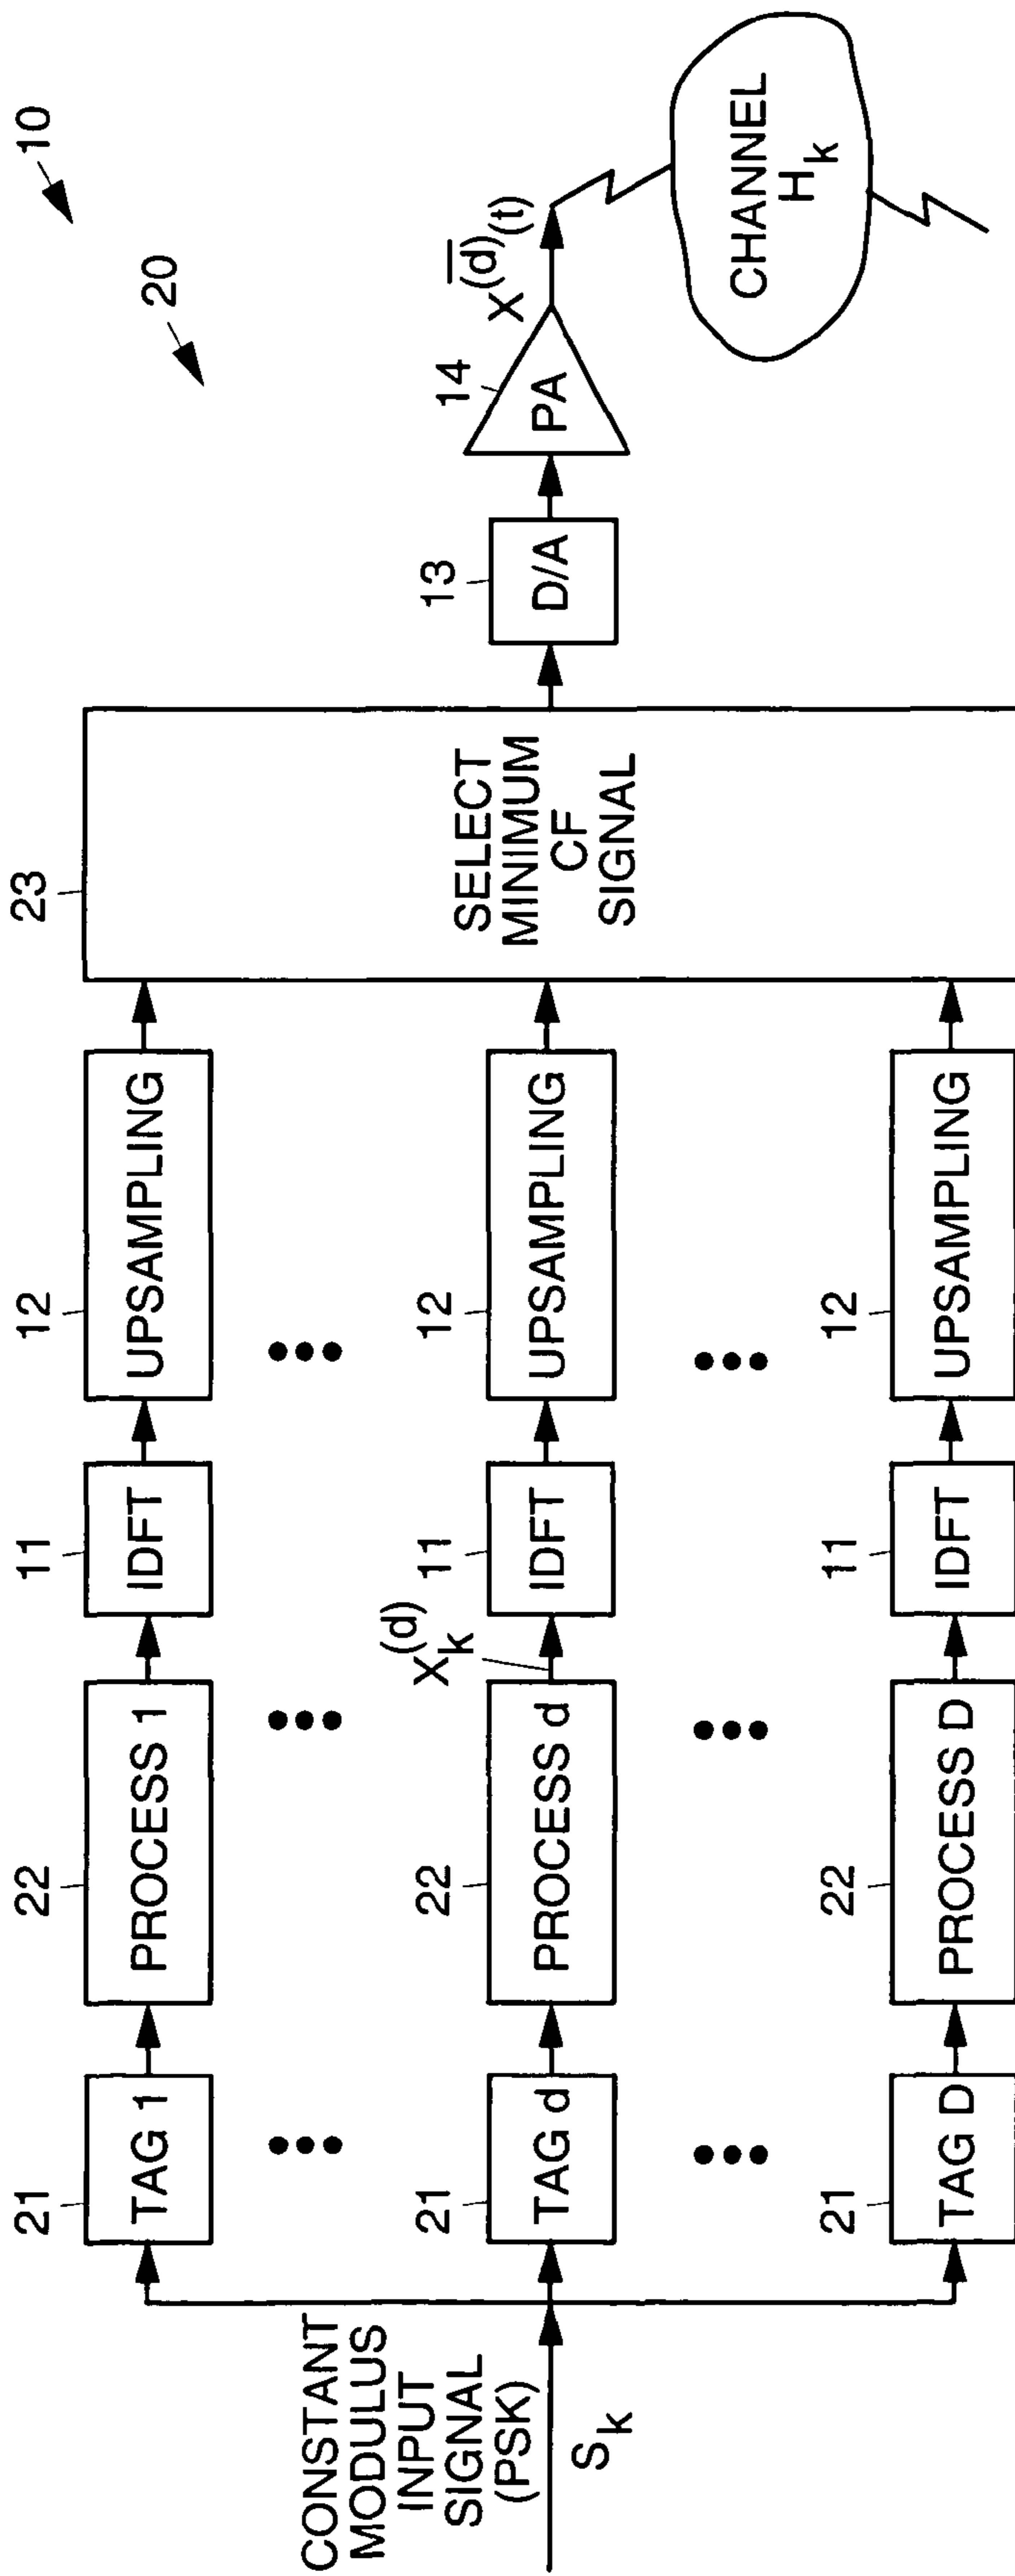 10
20
CONSTANT
MODULUS
INPUT
SIGNAL
(PSK)
S_k
21
TAG 1
22
PROCESS 1
11
IDFT
12
UPSAMPLING
21
TAG d
22
PROCESS d
X_k^(d)
11
IDFT
12
UPSAMPLING
21
TAG D
22
PROCESS D
11
IDFT
12
UPSAMPLING
23
SELECT
MINIMUM
CF
SIGNAL
13
D/A
14
PA
x^(d̅)(t)
CHANNEL
H_k